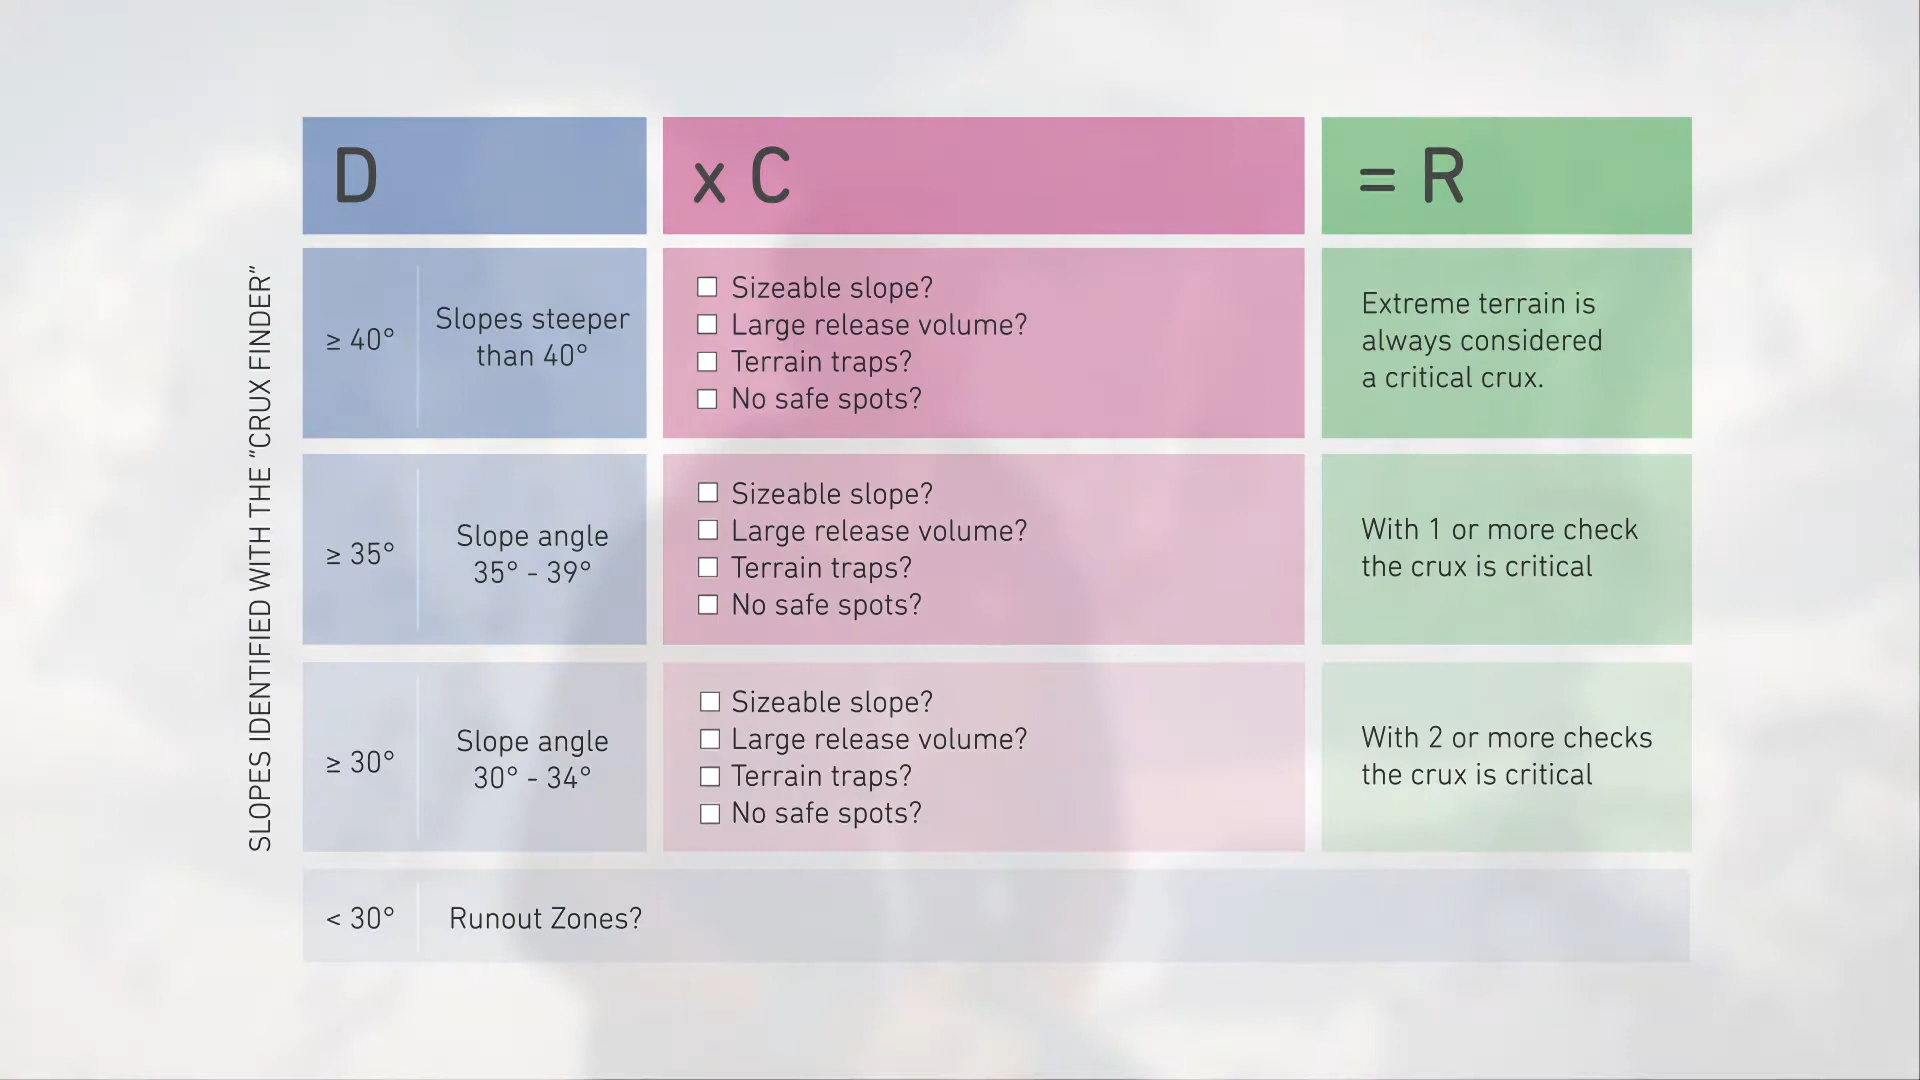 D
x C
= R
SLOPES IDENTIFIED WITH THE "CRUX FINDER"
≥ 40°
Slopes steeper
than 40°
Sizeable slope?
Large release volume?
Terrain traps?
No safe spots?
Extreme terrain is
always considered
a critical crux.
≥ 35°
Slope angle
35° - 39°
Sizeable slope?
Large release volume?
Terrain traps?
No safe spots?
With 1 or more check
the crux is critical
≥ 30°
Slope angle
30° - 34°
Sizeable slope?
Large release volume?
Terrain traps?
No safe spots?
With 2 or more checks
the crux is critical
< 30°
Runout Zones?